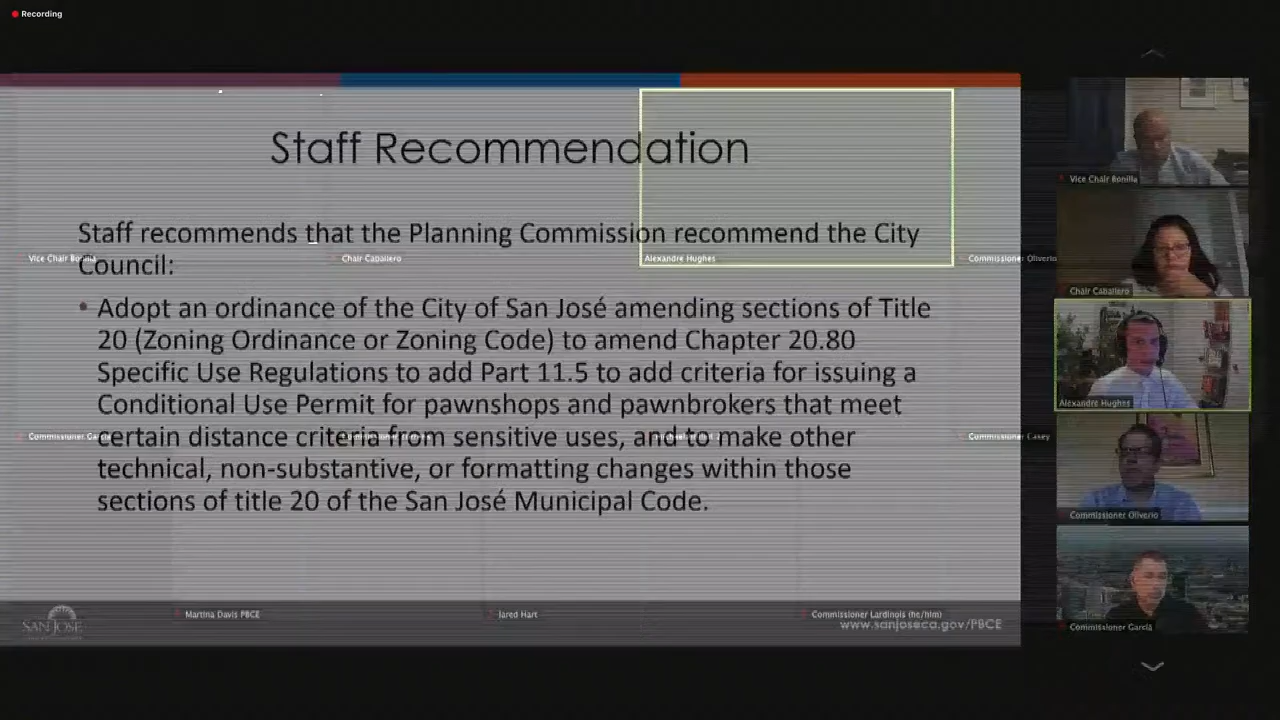 Recording
Staff Recommendation
Staff recommends that the Planning Commission recommend the City
Council:
Vice Chair Bonilla
Chair Caballero
Alexandre Hughes
Commissioner Oliverio
• Adopt an ordinance of the City of San José amending sections of Title
20 (Zoning Ordinance or Zoning Code) to amend Chapter 20.80
Specific Use Regulations to add Part 11.5 to add criteria for issuing a
Conditional Use Permit for pawnshops and pawnbrokers that meet
certain distance criteria from sensitive uses, and to make other
technical, non-substantive, or formatting changes within those
sections of title 20 of the San José Municipal Code.
Commissioner Garcia
Commissioner Casey
Martina Davis PBCE
Jared Hart
Commissioner Lardinois (he/him)
SAN JOSE
www.sanjoseca.gov/PBCE
Vice Chair Bonilla
Chair Caballero
Alexandre Hughes
Commissioner Oliverio
Commissioner Garcia